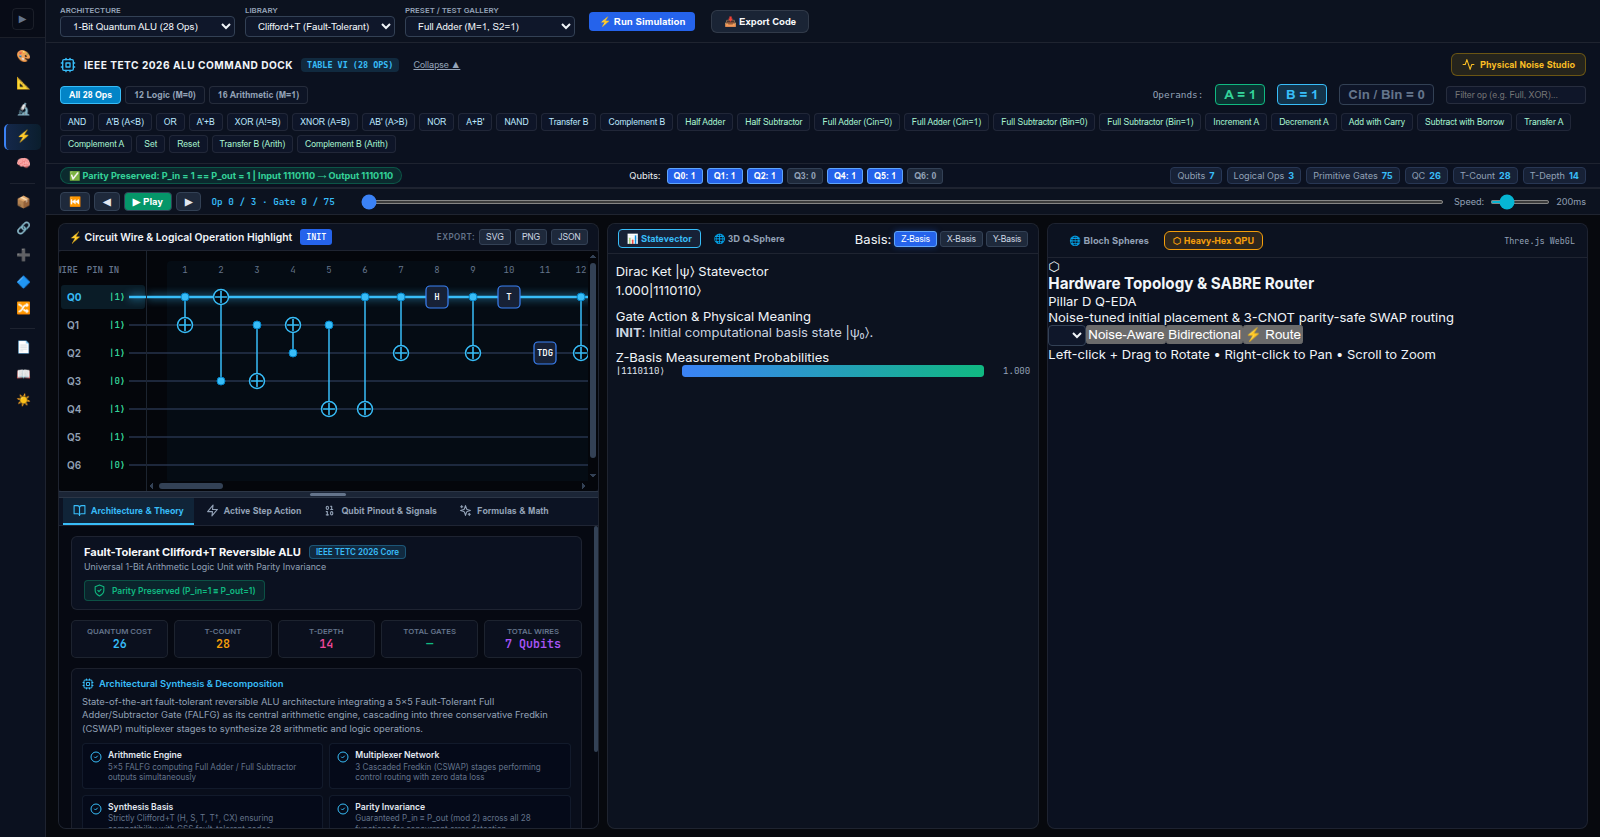 ARCHITECTURE
LIBRARY
PRESET / TEST GALLERY
1-Bit Quantum ALU (28 Ops)
Clifford+T (Fault-Tolerant)
Full Adder (M=1, S2=1)
⚡ Run Simulation
📥 Export Code
IEEE TETC 2026 ALU COMMAND DOCK
TABLE VI (28 OPS)
Collapse ▲
Physical Noise Studio
All 28 Ops
12 Logic (M=0)
16 Arithmetic (M=1)
Operands:
A = 1
B = 1
Cin / Bin = 0
Filter op (e.g. Full, XOR)...
AND
A'B (A<B)
OR
A'+B
XOR (A!=B)
XNOR (A=B)
AB' (A>B)
NOR
A+B'
NAND
Transfer B
Complement B
Half Adder
Half Subtractor
Full Adder (Cin=0)
Full Adder (Cin=1)
Full Subtractor (Bin=0)
Full Subtractor (Bin=1)
Increment A
Decrement A
Add with Carry
Subtract with Borrow
Transfer A
Complement A
Set
Reset
Transfer B (Arith)
Complement B (Arith)
✅ Parity Preserved: P_in = 1 == P_out = 1 | Input 1110110 → Output 1110110
Qubits:
Q0: 1
Q1: 1
Q2: 1
Q3: 0
Q4: 1
Q5: 1
Q6: 0
Qubits 7
Logical Ops 3
Primitive Gates 75
QC 26
T-Count 28
T-Depth 14
▶ Play
Op 0 / 3 · Gate 0 / 75
Speed:
200ms
⚡ Circuit Wire & Logical Operation Highlight
INIT
EXPORT:
SVG
PNG
JSON
WIRE PIN IN
1 2 3 4 5 6 7 8 9 10 11 12
Q0 |1⟩
H
T
Q1 |1⟩
Q2 |1⟩
TDG
Q3 |0⟩
Q4 |1⟩
Q5 |1⟩
Q6 |0⟩
Architecture & Theory
Active Step Action
Qubit Pinout & Signals
Formulas & Math
Fault-Tolerant Clifford+T Reversible ALU
IEEE TETC 2026 Core
Universal 1-Bit Arithmetic Logic Unit with Parity Invariance
Parity Preserved (P_in=1 ≡ P_out=1)
QUANTUM COST
26
T-COUNT
28
T-DEPTH
14
TOTAL GATES
—
TOTAL WIRES
7 Qubits
Architectural Synthesis & Decomposition
State-of-the-art fault-tolerant reversible ALU architecture integrating a 5×5 Fault-Tolerant Full
Adder/Subtractor Gate (FALFG) as its central arithmetic engine, cascading into three conservative Fredkin
(CSWAP) multiplexer stages to synthesize 28 arithmetic and logic operations.
Arithmetic Engine
5×5 FALFG computing Full Adder / Full Subtractor
outputs simultaneously
Multiplexer Network
3 Cascaded Fredkin (CSWAP) stages performing
control routing with zero data loss
Synthesis Basis
Strictly Clifford+T (H, S, T, T†, CX) ensuring
Parity Invariance
Guaranteed P_in ≡ P_out (mod 2) across all 28
📊 Statevector
🌐 3D Q-Sphere
Basis:
Z-Basis
X-Basis
Y-Basis
Dirac Ket |ψ⟩ Statevector
1.000|1110110⟩
Gate Action & Physical Meaning
INIT: Initial computational basis state |ψ₀⟩.
Z-Basis Measurement Probabilities
|1110110⟩
1.000
🌐 Bloch Spheres
⬡ Heavy-Hex QPU
Three.js WebGL
⬡
Hardware Topology & SABRE Router
Pillar D Q-EDA
Noise-tuned initial placement & 3-CNOT parity-safe SWAP routing
Noise-Aware Bidirectional ⚡ Route
Left-click + Drag to Rotate • Right-click to Pan • Scroll to Zoom